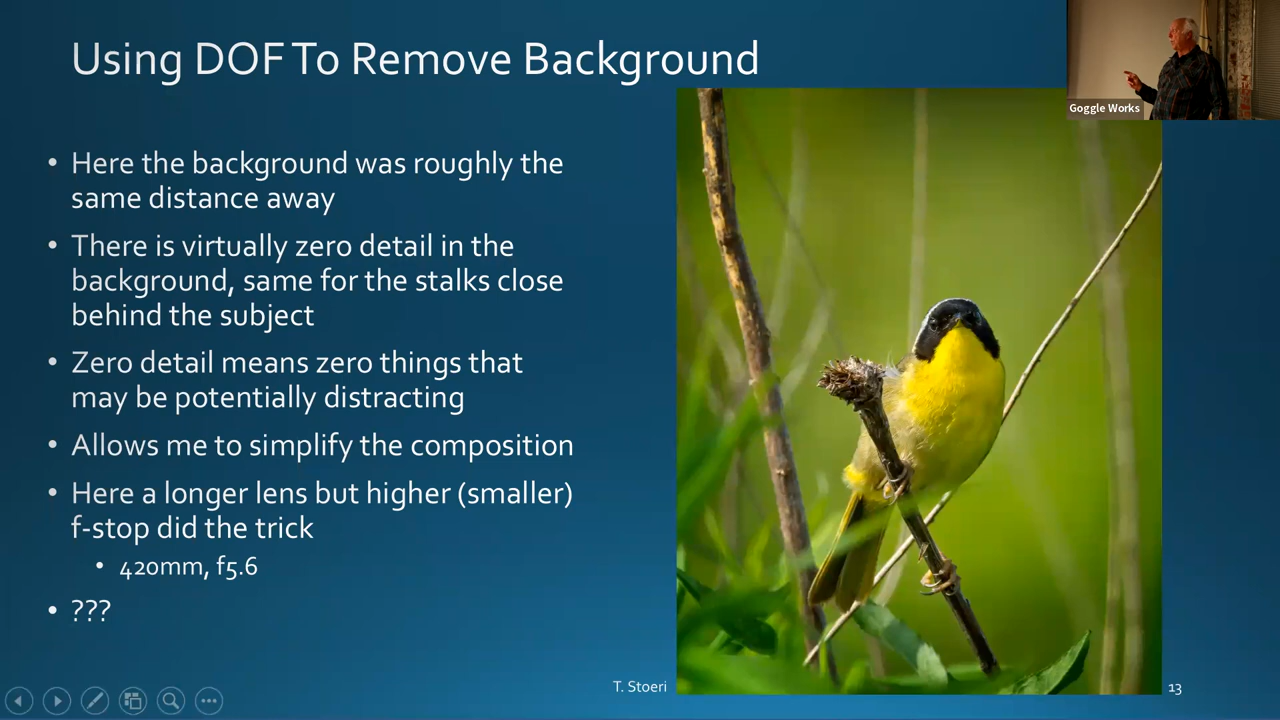 Using DOF To Remove Background
Goggle Works
• Here the background was roughly the
same distance away
• There is virtually zero detail in the
background, same for the stalks close
behind the subject
• Zero detail means zero things that
may be potentially distracting
• Allows me to simplify the composition
• Here a longer lens but higher (smaller)
f-stop did the trick
• 420mm, f5.6
• ???
T. Stoeri
13